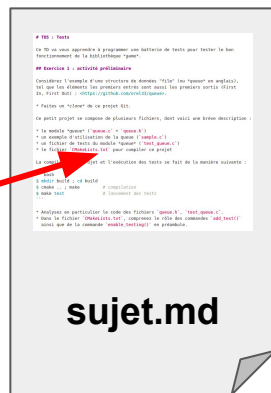 # TD5 : Tests
Ce TD va vous apprendre à programmer une batterie de tests pour tester le bon
fonctionnement de la bibliothèque *game*.
## Exercice 1 : activité préliminaire
Considérez l'exemple d'une structure de données "file" (ou *queue* en anglais),
tel que les éléments les premiers entrés sont aussi les premiers sortis (First
In, First Out) : <https://github.com/orel33/queue>.
* Faites un *clone* de ce projet Git.
Ce petit projet se compose de plusieurs fichiers, dont voici une brève description :
* le module *queue* (`queue.c` + `queue.h`)
* un exemple d'utilisation de la queue (`sample.c`)
* un fichier de tests du module *queue* (`test_queue.c`)
* le fichier `CMakeLists.txt` pour compiler ce projet
La compil et l'exécution des tests se fait de la manière suivante :
bash
$ mkdir build ; cd build
$ cmake .. ; make # compilation
$ make test # lancement des tests
* Analysez en particulier le code des fichiers `queue.h`, `test_queue.c`.
* Dans le fichier `CMakeLists.txt`, comprenez le rôle des commandes `add_test()`
ainsi que de la commande `enable_testing()` en préambule.
sujet.md